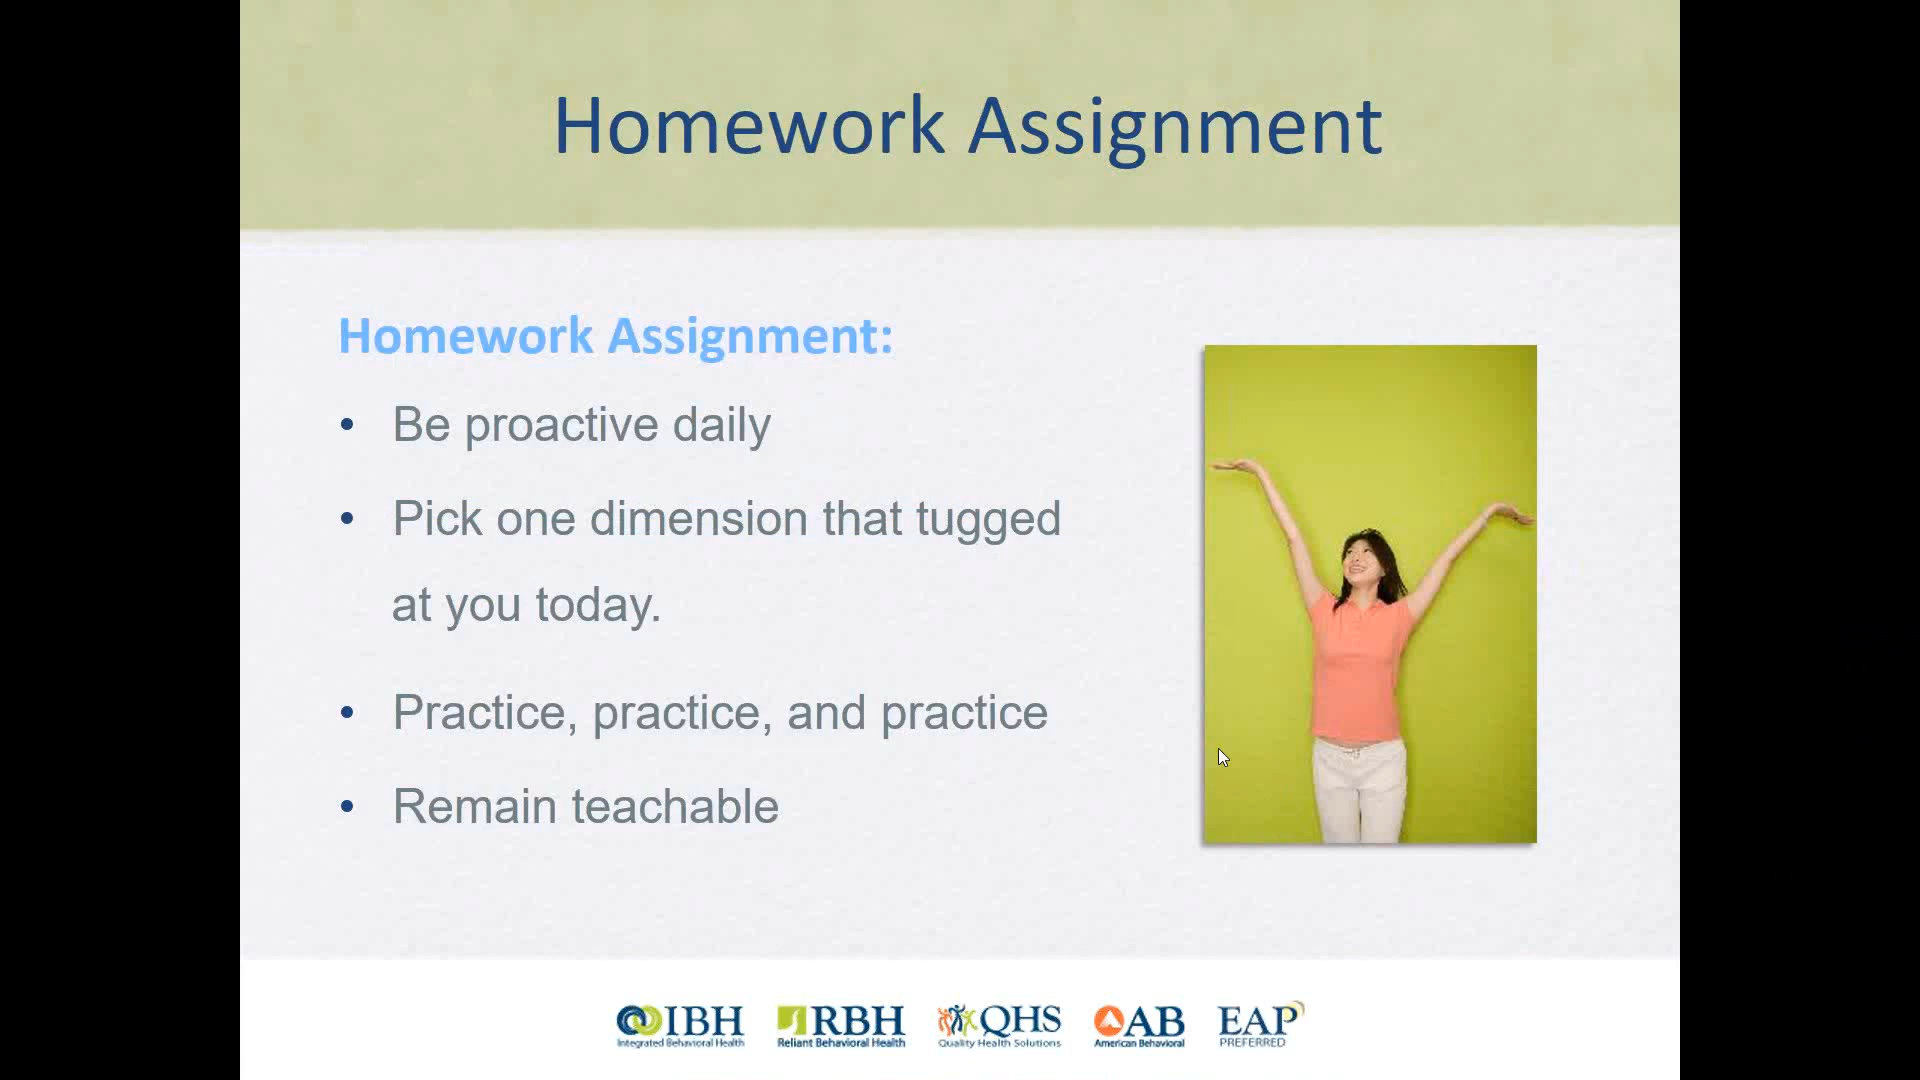 Homework Assignment
Homework Assignment:
• Be proactive daily
• Pick one dimension that tugged
at you today.
• Practice, practice, and practice
• Remain teachable
IBH
Integrated Behavioral Health
RBH
Reliant Behavioral Health
QHS
Quality Health Solutions
AB
American Behavioral
EAP
PREFERRED